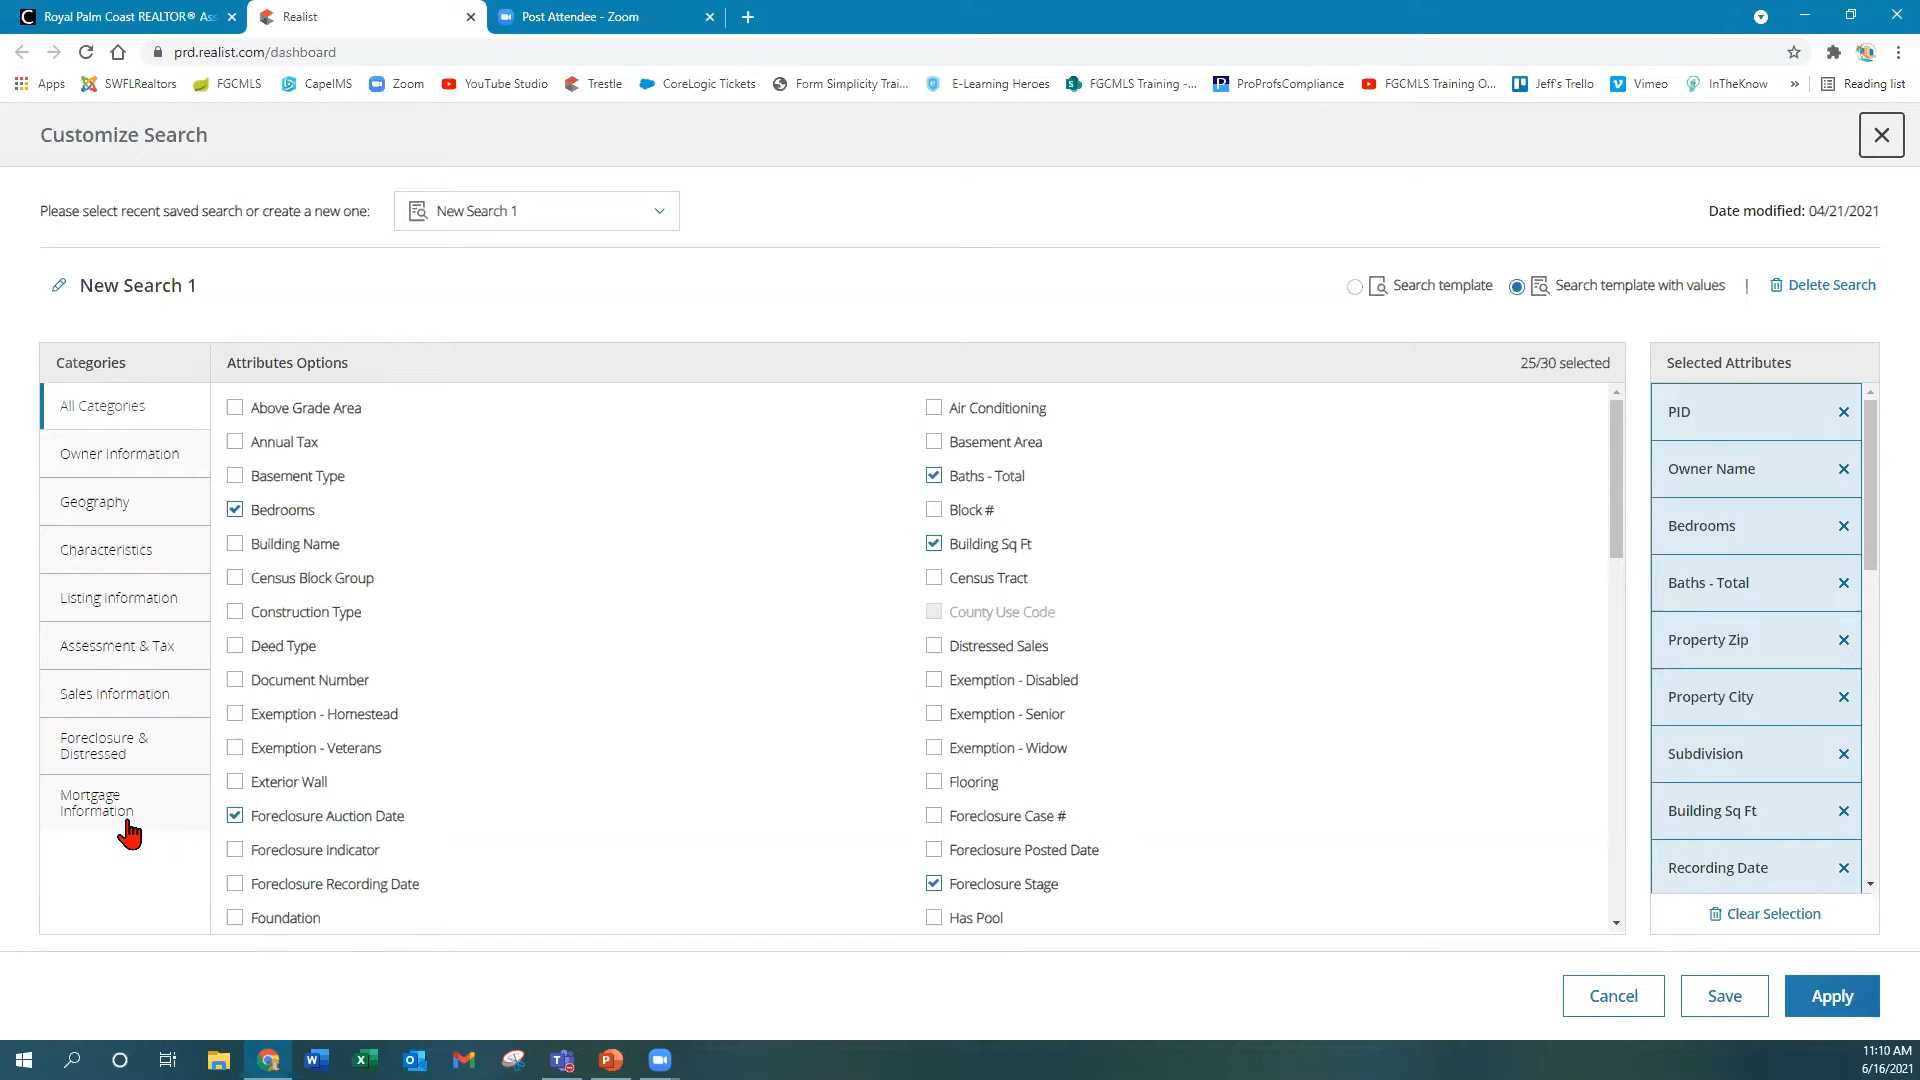 Royal Palm Coast REALTOR® Ass
Realist
Post Attendee - Zoom
prd.realist.com/dashboard
Apps
SWFLRealtors
FGCMLS
CapeIMS
Zoom
YouTube Studio
Trestle
CoreLogic Tickets
Form Simplicity Trai...
E-Learning Heroes
FGCMLS Training -...
ProProfsCompliance
FGCMLS Training O...
Jeff's Trello
Vimeo
InTheKnow
»
Reading list
Customize Search
Please select recent saved search or create a new one:
New Search 1
Date modified: 04/21/2021
New Search 1
Search template
Search template with values
|
Delete Search
Categories
Attributes Options
25/30 selected
Selected Attributes
All Categories
Owner Information
Geography
Characteristics
Listing Information
Assessment & Tax
Sales Information
Foreclosure &
Distressed
Mortgage
Information
Above Grade Area
Air Conditioning
Annual Tax
Basement Area
Basement Type
Baths - Total
Bedrooms
Block #
Building Name
Building Sq Ft
Census Block Group
Census Tract
Construction Type
County Use Code
Deed Type
Distressed Sales
Document Number
Exemption - Disabled
Exemption - Homestead
Exemption - Senior
Exemption - Veterans
Exemption - Widow
Exterior Wall
Flooring
Foreclosure Auction Date
Foreclosure Case #
Foreclosure Indicator
Foreclosure Posted Date
Foreclosure Recording Date
Foreclosure Stage
Foundation
Has Pool
PID
Owner Name
Bedrooms
Baths - Total
Property Zip
Property City
Subdivision
Building Sq Ft
Recording Date
Clear Selection
Cancel
Save
Apply
11:10 AM
6/16/2021